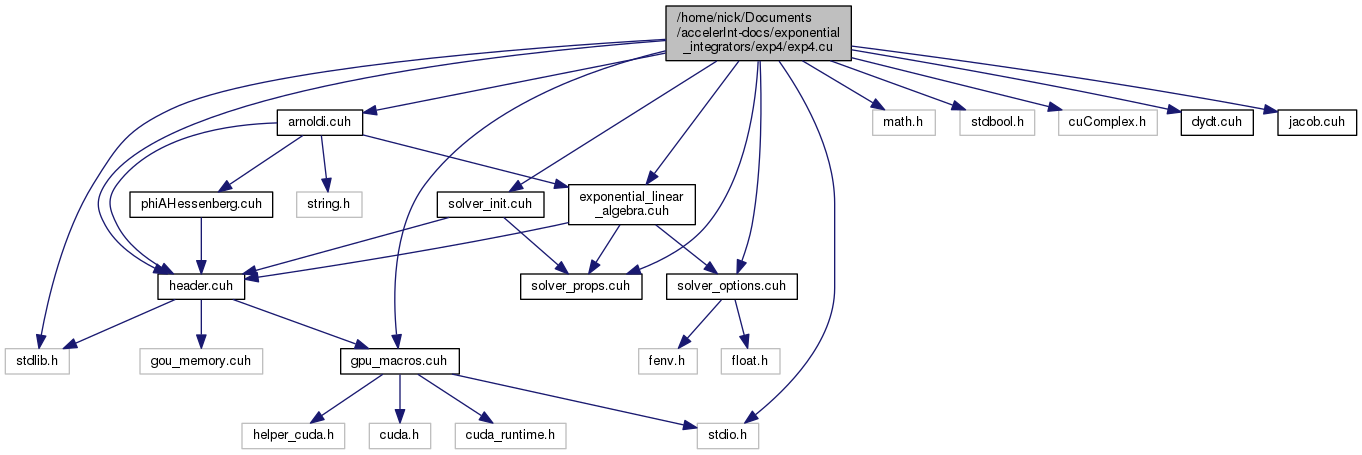 /home/nick/Documents
/accelerInt-docs/exponential
_integrators/exp4/exp4.cu
arnoldi.cuh
math.h
stdbool.h
cuComplex.h
dydt.cuh
jacob.cuh
phiAHessenberg.cuh
string.h
solver_init.cuh
exponential_linear
_algebra.cuh
header.cuh
solver_props.cuh
solver_options.cuh
stdlib.h
gou_memory.cuh
gpu_macros.cuh
fenv.h
float.h
helper_cuda.h
cuda.h
cuda_runtime.h
stdio.h